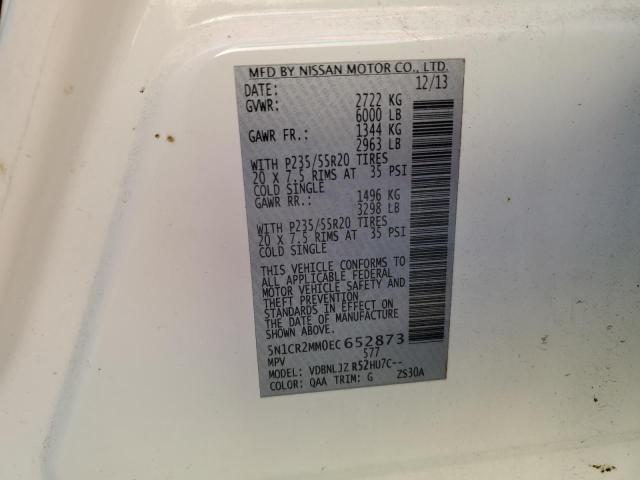 MFD BY NISSAN MOTOR CO., LTD.
DATE: 12/13
GVWR: 2722 KG
6000 LB
GAWR FR.: 1344 KG
2963 LB
WITH P235/55R20 TIRES
20 X 7.5 RIMS AT 35 PSI
COLD SINGLE
GAWR RR.: 1496 KG
3298 LB
WITH P235/55R20 TIRES
20 X 7.5 RIMS AT 35 PSI
COLD SINGLE
THIS VEHICLE CONFORMS TO
ALL APPLICABLE FEDERAL
MOTOR VEHICLE SAFETY AND
THEFT PREVENTION
STANDARDS IN EFFECT ON
THE DATE OF MANUFACTURE
SHOWN ABOVE.
5N1CR2MM0EC652873
MPV 577
MODEL: VDBNLJZ R52HU7C--
COLOR: QAA TRIM: G ZS30A